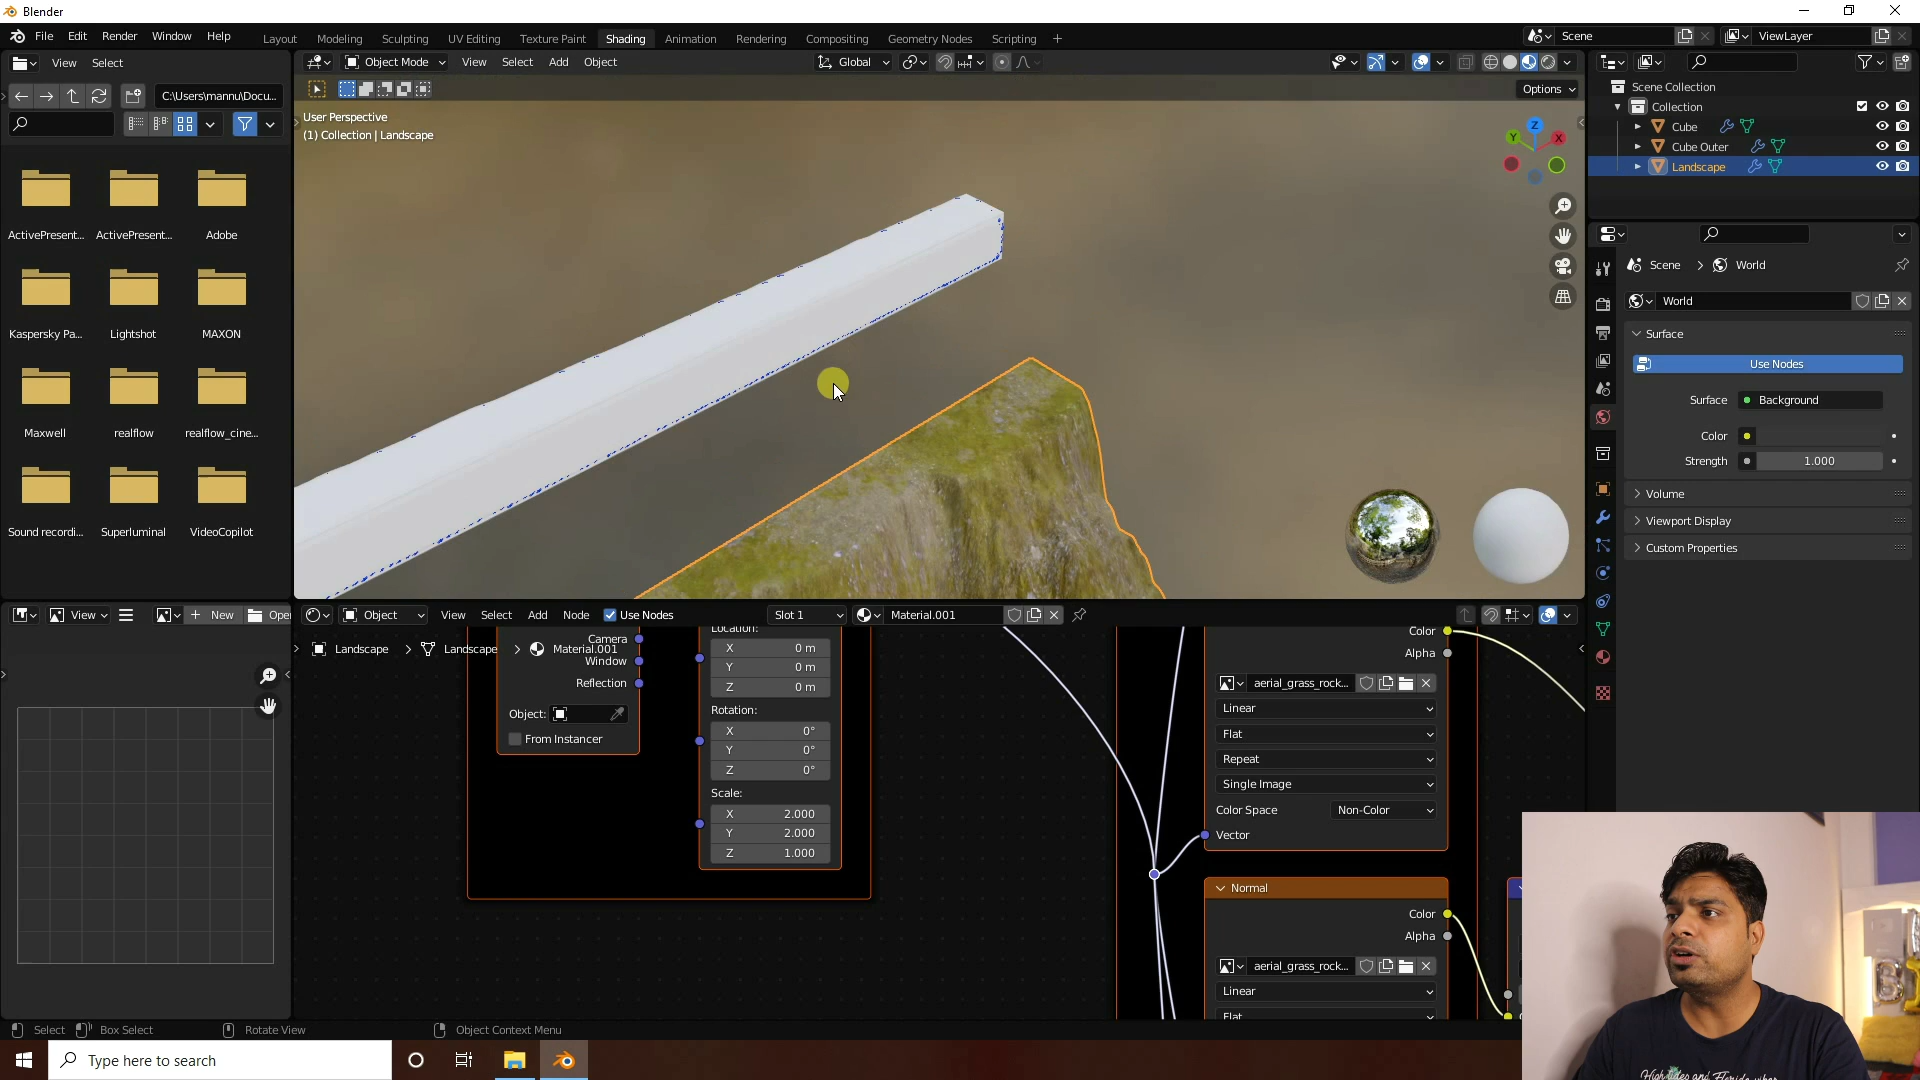 Blender
File Edit Render Window Help
Layout Modeling Sculpting UV Editing Texture Paint Shading Animation Rendering Compositing Geometry Nodes Scripting +
Scene
ViewLayer
View Select
Object Mode View Select Add Object
Global
Options
C:\Users\mannu\Docu...
User Perspective
(1) Collection | Landscape
Z
Y
X
ActivePresent... ActivePresent... Adobe
Kaspersky Pa... Lightshot MAXON
Maxwell realflow realflow_cine...
Sound recordi... Superluminal VideoCopilot
Scene Collection
Collection
Cube
Cube Outer
Landscape
Scene > World
World
Surface
Use Nodes
Surface Background
Color
Strength 1.000
Volume
Viewport Display
Custom Properties
View + New Open
Object View Select Add Node Use Nodes Slot 1 Material.001
Landscape > Landscape > Material.001
Camera
Window
Reflection
Object:
From Instancer
Location:
X 0 m
Y 0 m
Z 0 m
Rotation:
X 0°
Y 0°
Z 0°
Scale:
X 2.000
Y 2.000
Z 1.000
Color
Alpha
aerial_grass_rock...
Linear
Flat
Repeat
Single Image
Color Space Non-Color
Vector
Normal
Color
Alpha
aerial_grass_rock...
Linear
Flat
Select Box Select Rotate View Object Context Menu
Type here to search